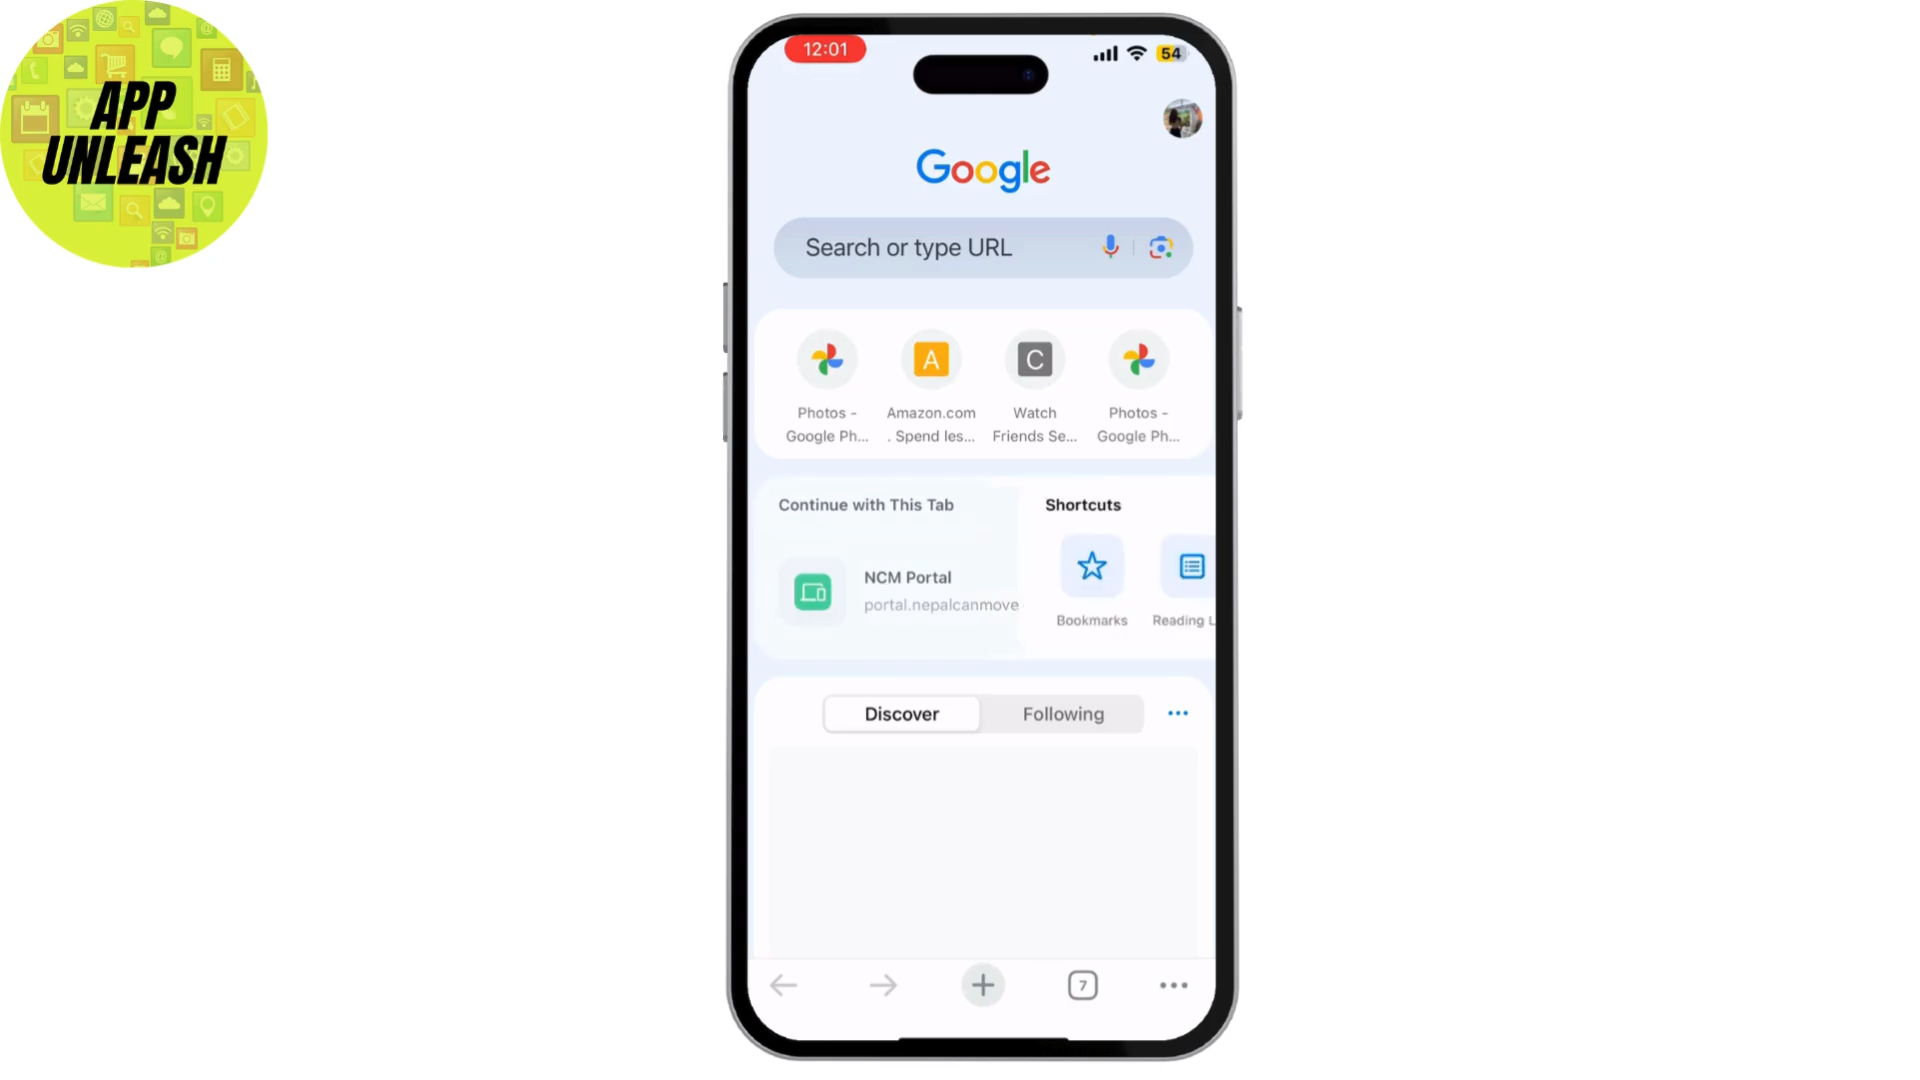 APP
UNLEASH
12:01
54
Google
Search or type URL
A
C
Photos -
Google Ph...
Amazon.com
. Spend les...
Watch
Friends Se...
Photos -
Google Ph...
Continue with This Tab
NCM Portal
portal.nepalcanmove
Shortcuts
Bookmarks
Reading L
Discover
Following
7